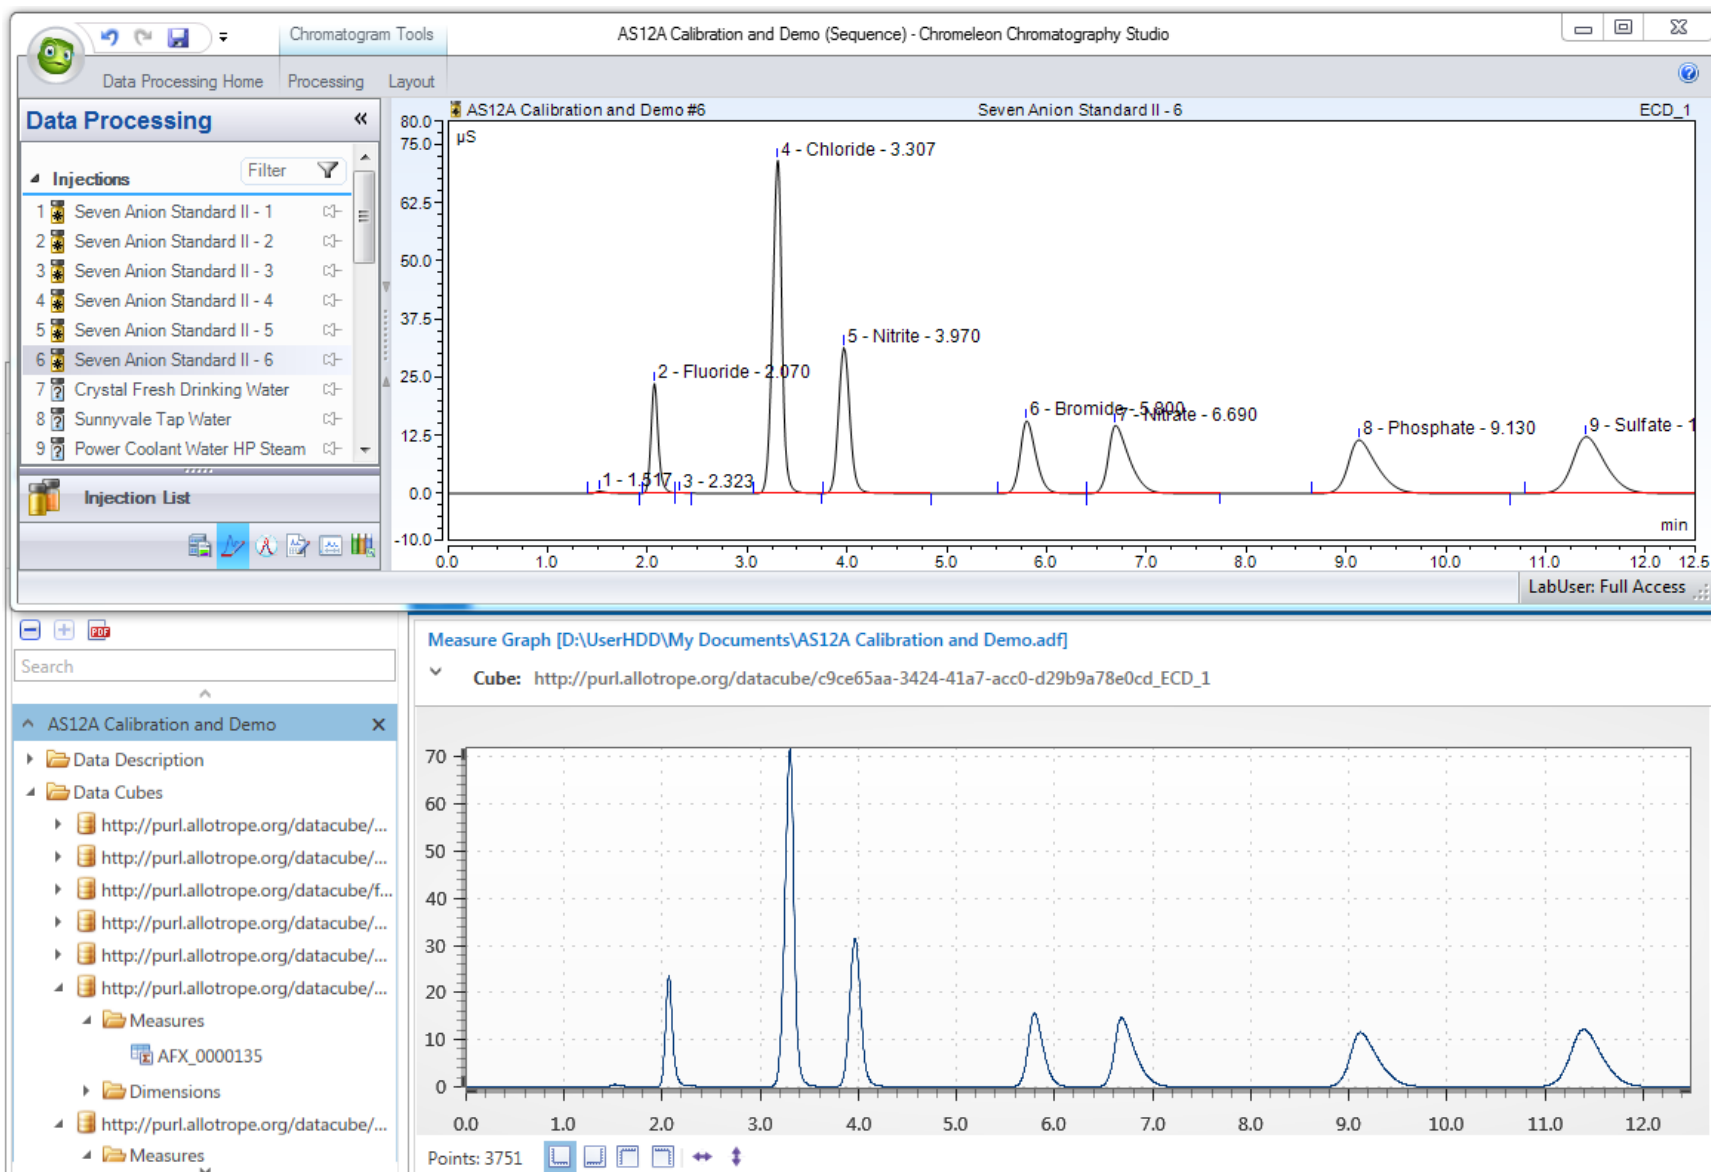 Chromatogram Tools
AS12A Calibration and Demo (Sequence) - Chromeleon Chromatography Studio
Data Processing Home
Processing
Layout
Data Processing
«
Injections
Filter
1 Seven Anion Standard II - 1
2 Seven Anion Standard II - 2
3 Seven Anion Standard II - 3
4 Seven Anion Standard II - 4
5 Seven Anion Standard II - 5
6 Seven Anion Standard II - 6
7 Crystal Fresh Drinking Water
8 Sunnyvale Tap Water
9 Power Coolant Water HP Steam
Injection List
AS12A Calibration and Demo #6
Seven Anion Standard II - 6
ECD_1
µS
80.0
75.0
62.5
50.0
37.5
25.0
12.5
0.0
-10.0
1 - 1.517
2 - Fluoride - 2.070
3 - 2.323
4 - Chloride - 3.307
5 - Nitrite - 3.970
6 - Bromide - 5.800
7 - Nitrate - 6.690
8 - Phosphate - 9.130
9 - Sulfate - 1
min
0.0 1.0 2.0 3.0 4.0 5.0 6.0 7.0 8.0 9.0 10.0 11.0 12.0 12.5
LabUser: Full Access
PDF
Search
AS12A Calibration and Demo
Data Description
Data Cubes
http://purl.allotrope.org/datacube/...
http://purl.allotrope.org/datacube/...
http://purl.allotrope.org/datacube/f...
http://purl.allotrope.org/datacube/...
http://purl.allotrope.org/datacube/...
http://purl.allotrope.org/datacube/...
Measures
AFX_0000135
Dimensions
http://purl.allotrope.org/datacube/...
Measures
Measure Graph [D:\UserHDD\My Documents\AS12A Calibration and Demo.adf]
Cube: http://purl.allotrope.org/datacube/c9ce65aa-3424-41a7-acc0-d29b9a78e0cd_ECD_1
70
60
50
40
30
20
10
0
0.0 1.0 2.0 3.0 4.0 5.0 6.0 7.0 8.0 9.0 10.0 11.0 12.0
Points: 3751